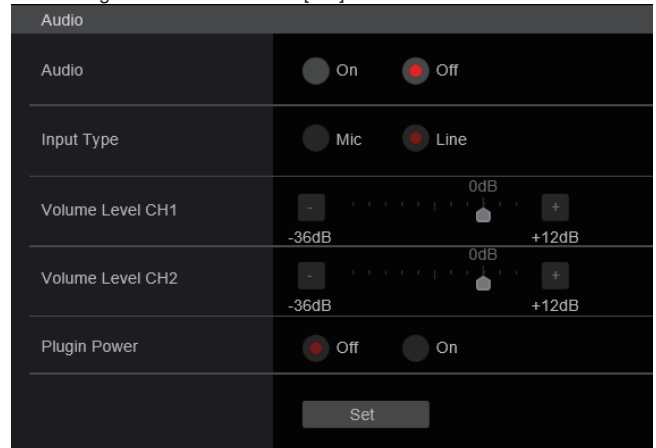 Audio
Audio On Off
Input Type Mic Line
0dB
Volume Level CH1 - +
-36dB +12dB
0dB
Volume Level CH2 - +
-36dB +12dB
Plugin Power Off On
Set